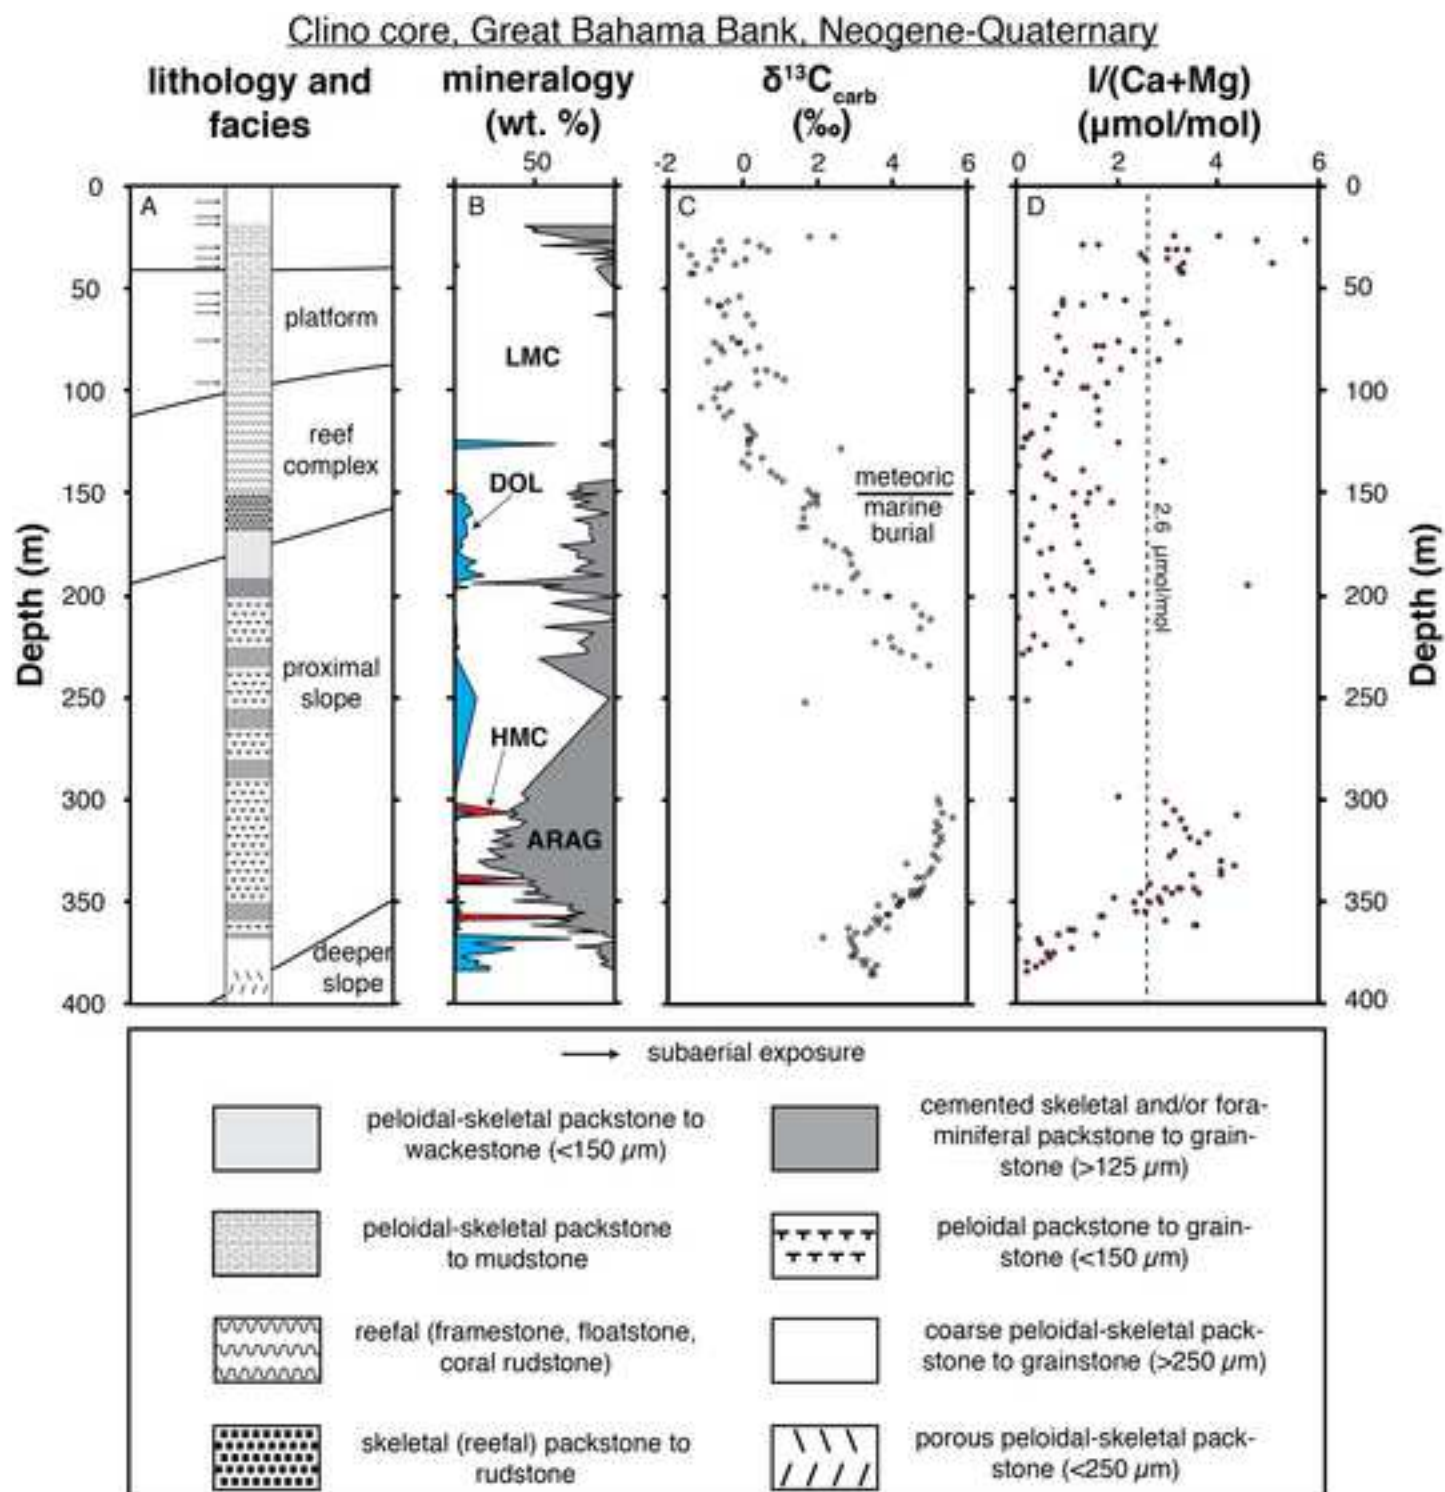 Clino core, Great Bahama Bank, Neogene-Quaternary
lithology and
facies
mineralogy
(wt. %)
δ¹³Ccarb
(‰)
I/(Ca+Mg)
(µmol/mol)
50
-2 0 2 4 6
0 2 4 6
A
B
C
D
Depth (m)
0
50
100
150
200
250
300
350
400
platform
reef
complex
proximal
slope
deeper
slope
LMC
DOL
HMC
ARAG
meteoric
marine
burial
2.6 µmol/mol
0
50
100
150
200
250
300
350
400
Depth (m)
subaerial exposure
peloidal-skeletal packstone to
wackestone (<150 µm)
peloidal-skeletal packstone
to mudstone
reefal (framestone, floatstone,
coral rudstone)
skeletal (reefal) packstone to
rudstone
cemented skeletal and/or fora-
miniferal packstone to grain-
stone (>125 µm)
peloidal packstone to grain-
stone (<150 µm)
coarse peloidal-skeletal pack-
stone to grainstone (>250 µm)
porous peloidal-skeletal pack-
stone (<250 µm)